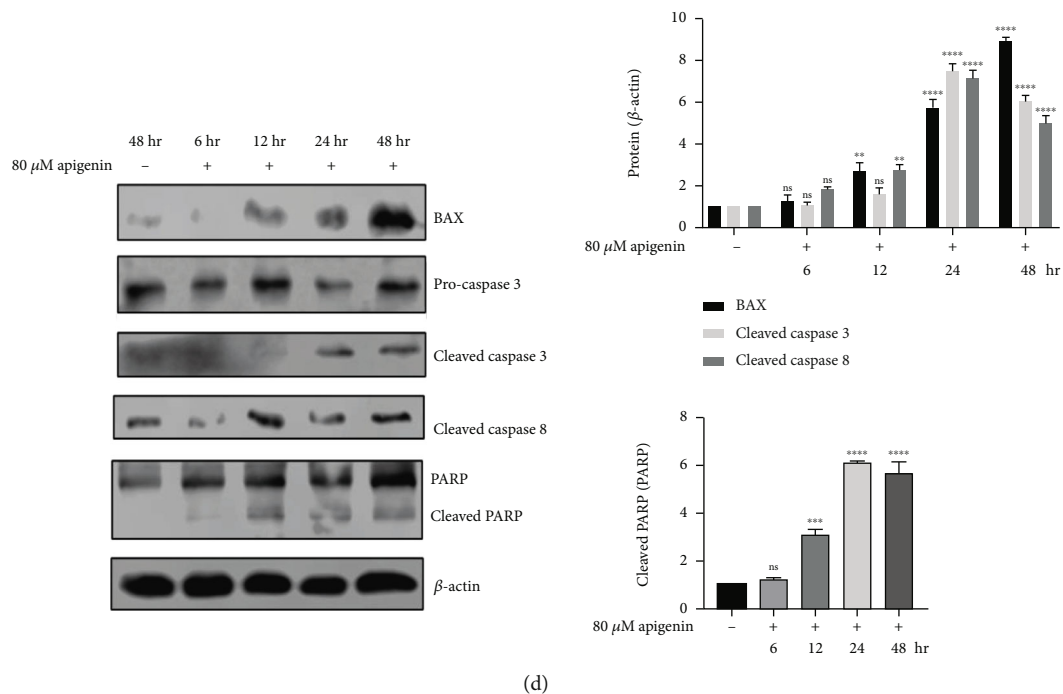 48 hr 6 hr 12 hr 24 hr 48 hr
80 μM apigenin – + + + +
BAX
Pro-caspase 3
Cleaved caspase 3
Cleaved caspase 8
PARP
Cleaved PARP
β-actin
Protein (β-actin)
10
8
6
4
2
0
ns ns ns ** ns ** **** **** **** **** **** ****
80 μM apigenin – + + + +
6 12 24 48 hr
BAX
Cleaved caspase 3
Cleaved caspase 8
Cleaved PARP (PARP)
8
6
4
2
0
ns *** **** ****
80 μM apigenin – + + + +
6 12 24 48 hr
(d)